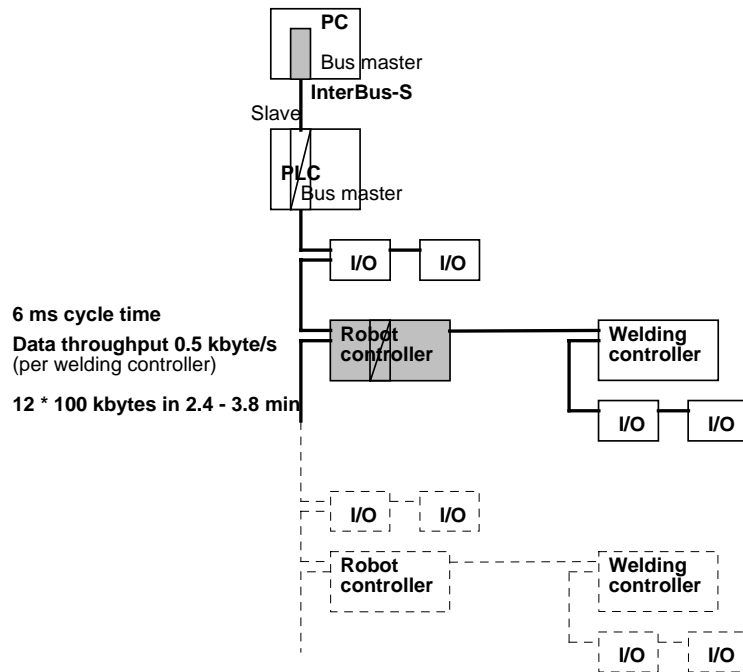 PC
Bus master
InterBus-S
Slave
PLC
Bus master
I/O I/O
6 ms cycle time
Data throughput 0.5 kbyte/s
(per welding controller)
12 * 100 kbytes in 2.4 - 3.8 min
Robot
controller
Welding
controller
I/O I/O
I/O I/O
Robot
controller
Welding
controller
I/O I/O